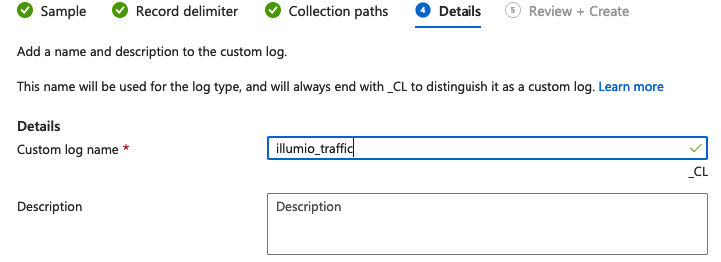 Sample Record delimiter Collection paths 4 Details 5 Review + Create
Add a name and description to the custom log.
This name will be used for the log type, and will always end with _CL to distinguish it as a custom log. Learn more
Details
Custom log name * illumio_traffic
_CL
Description Description